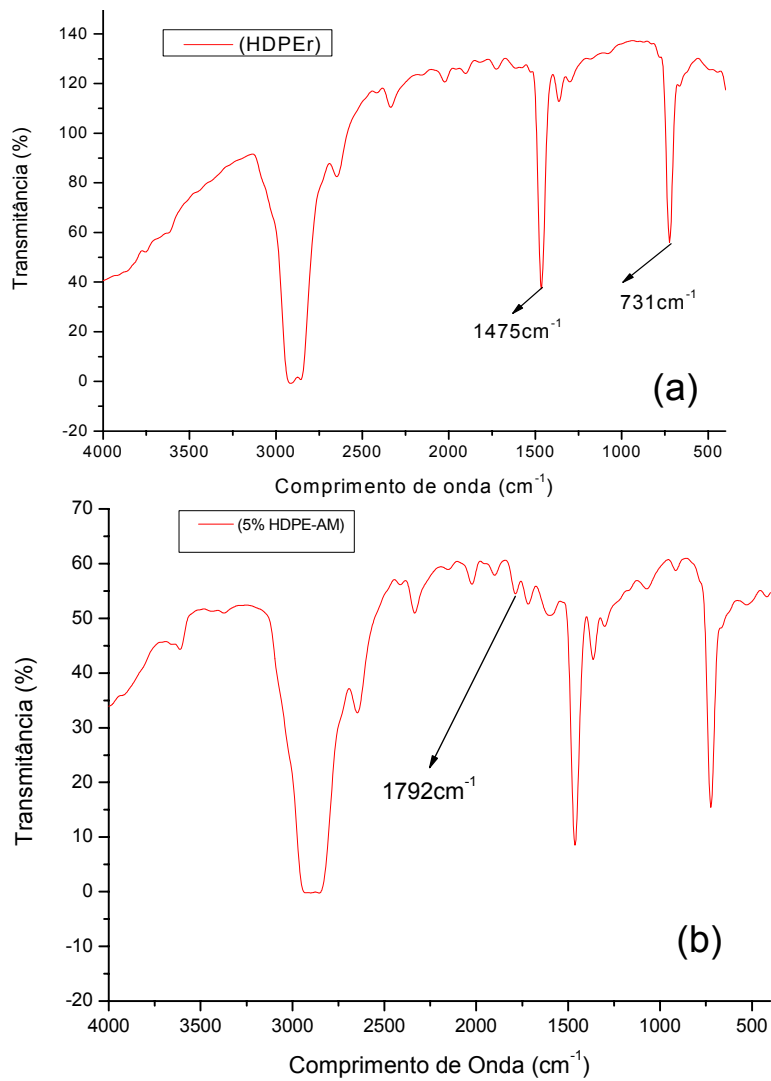 (HDPEr)
Transmitância (%)
140
120
100
80
60
40
20
0
-20
1475cm-1
731cm-1
(a)
4000 3500 3000 2500 2000 1500 1000 500
Comprimento de onda (cm-1)
(5% HDPE-AM)
Transmitância (%)
70
60
50
40
30
20
10
0
-10
-20
1792cm-1
(b)
4000 3500 3000 2500 2000 1500 1000 500
Comprimento de Onda (cm-1)